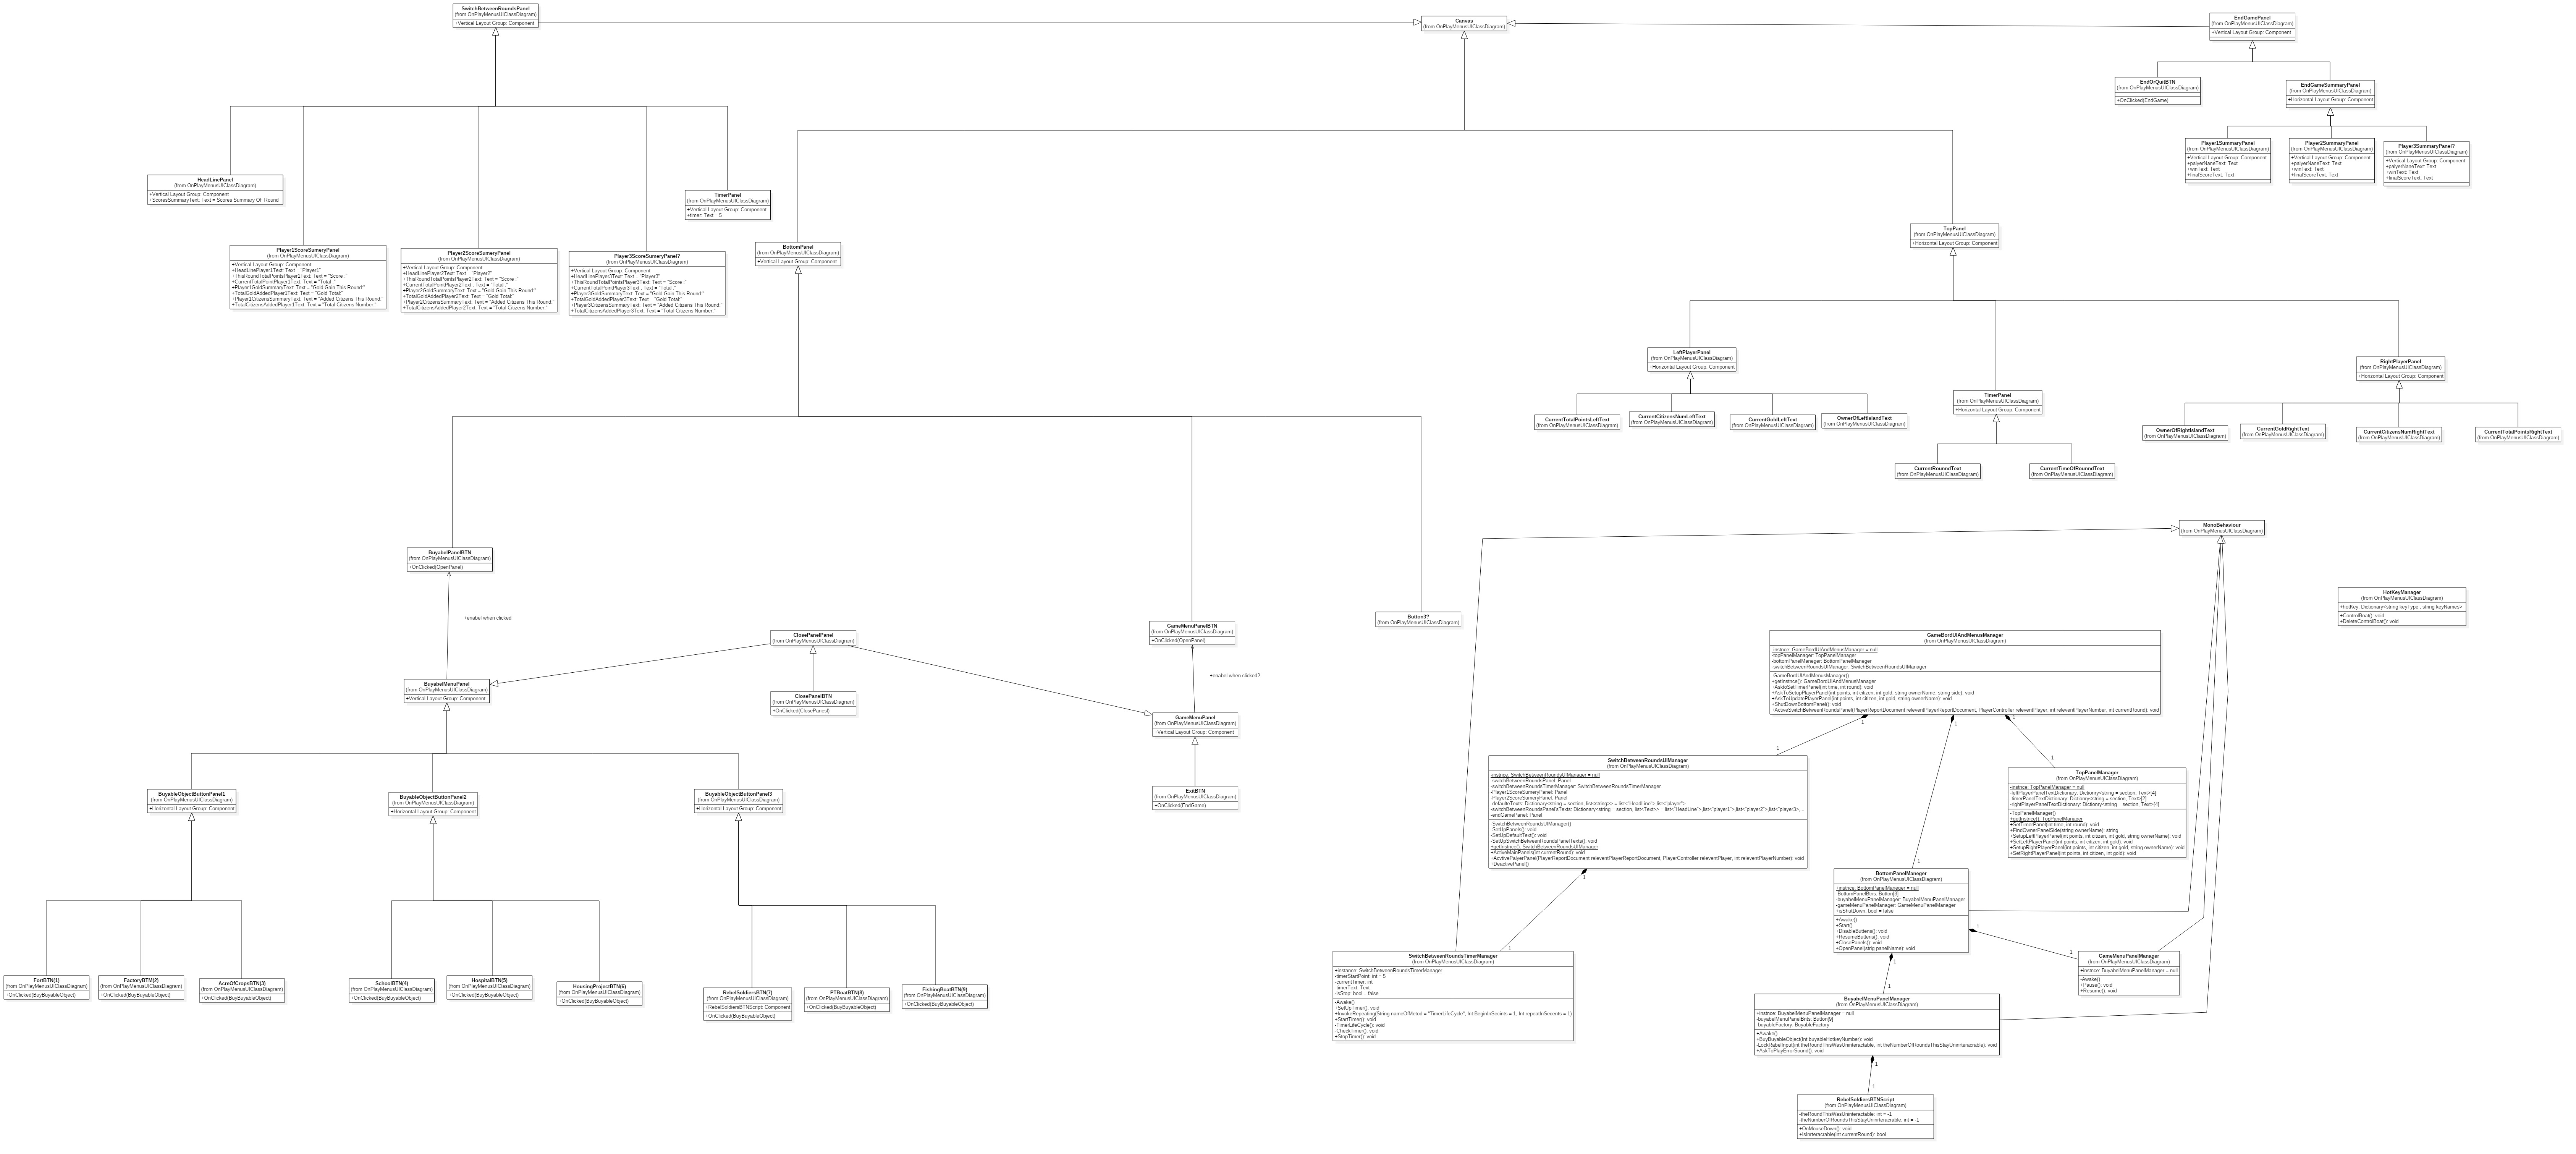 SwitchBetweenRoundsPanel
(from OnPlayMenusUIClassDiagram)
+Vertical Layout Group: Component
Canvas
(from OnPlayMenusUIClassDiagram)
EndGamePanel
(from OnPlayMenusUIClassDiagram)
+Vertical Layout Group: Component
EndOrQuitBTN
(from OnPlayMenusUIClassDiagram)
+OnClicked(EndGame)
EndGameSummaryPanel
(from OnPlayMenusUIClassDiagram)
+Horizontal Layout Group: Component
Player1SummaryPanel
(from OnPlayMenusUIClassDiagram)
+Vertical Layout Group: Component
+palyerNaneText: Text
+winText: Text
+finalScoreText: Text
Player2SummaryPanel
(from OnPlayMenusUIClassDiagram)
+Vertical Layout Group: Component
+palyerNaneText: Text
+winText: Text
+finalScoreText: Text
Player3SummaryPanel?
(from OnPlayMenusUIClassDiagram)
+Vertical Layout Group: Component
+palyerNaneText: Text
+winText: Text
+finalScoreText: Text
HeadLinePanel
(from OnPlayMenusUIClassDiagram)
+Vertical Layout Group: Component
+ScoresSummaryText: Text = Scores Summary Of: Round
TimerPanel
(from OnPlayMenusUIClassDiagram)
+Vertical Layout Group: Component
+timer: Text = 5
Player1ScoreSumeryPanel
(from OnPlayMenusUIClassDiagram)
+Vertical Layout Group: Component
+HeadLinePlayer1Text: Text = "Player1"
+ThisRoundTotalPointsPlayer1Text: Text = "Score :"
+CurrentTotalPointPlayer1Text : Text = "Total :"
+Player1GoldSummaryText: Text = "Gold Gain This Round:"
+TotalGoldAddedPlayer1Text: Text = "Gold Total:"
+Player1CitizensSummaryText: Text = "Added Citizens This Round:"
+TotalCitizensAddedPlayer1Text: Text = "Total Citizens Number:"
Player2ScoreSumeryPanel
(from OnPlayMenusUIClassDiagram)
+Vertical Layout Group: Component
+HeadLinePlayer2Text: Text = "Player2"
+ThisRoundTotalPointsPlayer2Text: Text = "Score :"
+CurrentTotalPointPlayer2Text : Text = "Total :"
+Player2GoldSummaryText: Text = "Gold Gain This Round:"
+TotalGoldAddedPlayer2Text: Text = "Gold Total:"
+Player2CitizensSummaryText: Text = "Added Citizens This Round:"
+TotalCitizensAddedPlayer2Text: Text = "Total Citizens Number:"
Player3ScoreSumeryPanel?
(from OnPlayMenusUIClassDiagram)
+Vertical Layout Group: Component
+HeadLinePlayer3Text: Text = "Player3"
+ThisRoundTotalPointsPlayer3Text: Text = "Score :"
+CurrentTotalPointPlayer3Text : Text = "Total :"
+Player3GoldSummaryText: Text = "Gold Gain This Round:"
+TotalGoldAddedPlayer3Text: Text = "Gold Total:"
+Player3CitizensSummaryText: Text = "Added Citizens This Round:"
+TotalCitizensAddedPlayer3Text: Text = "Total Citizens Number:"
BottomPanel
(from OnPlayMenusUIClassDiagram)
+Vertical Layout Group: Component
TopPanel
(from OnPlayMenusUIClassDiagram)
+Horizontal Layout Group: Component
LeftPlayerPanel
(from OnPlayMenusUIClassDiagram)
+Horizontal Layout Group: Component
RightPlayerPanel
(from OnPlayMenusUIClassDiagram)
+Horizontal Layout Group: Component
TimerPanel
(from OnPlayMenusUIClassDiagram)
+Horizontal Layout Group: Component
CurrentTotalPointsLeftText
(from OnPlayMenusUIClassDiagram)
CurrentCitizensNumLeftText
(from OnPlayMenusUIClassDiagram)
CurrentGoldLeftText
(from OnPlayMenusUIClassDiagram)
OwnerOfLeftIslandText
(from OnPlayMenusUIClassDiagram)
OwnerOfRightIslandText
(from OnPlayMenusUIClassDiagram)
CurrentGoldRightText
(from OnPlayMenusUIClassDiagram)
CurrentCitizensNumRightText
(from OnPlayMenusUIClassDiagram)
CurrentTotalPointsRightText
(from OnPlayMenusUIClassDiagram)
CurrentRounndText
(from OnPlayMenusUIClassDiagram)
CurrentTimeOfRounndText
(from OnPlayMenusUIClassDiagram)
MonoBehaviour
(from OnPlayMenusUIClassDiagram)
BuyabelPanelBTN
(from OnPlayMenusUIClassDiagram)
+OnClicked(OpenPanel)
+enabel when clicked
HotKeyManager
(from OnPlayMenusUIClassDiagram)
+hotKey: Dictionary<string keyType , string keyNames>
+ControlBoat(): void
+DeleteControlBoat(): void
Button3?
(from OnPlayMenusUIClassDiagram)
GameMenuPanelBTN
(from OnPlayMenusUIClassDiagram)
+OnClicked(OpenPanel)
ClosePanelPanel
(from OnPlayMenusUIClassDiagram)
+enabel when clicked?
BuyabelMenuPanel
(from OnPlayMenusUIClassDiagram)
+Vertical Layout Group: Component
ClosePanelBTN
(from OnPlayMenusUIClassDiagram)
+OnClicked(ClosePanesl)
GameMenuPanel
(from OnPlayMenusUIClassDiagram)
+Vertical Layout Group: Component
GameBordUIAndMenusManager
(from OnPlayMenusUIClassDiagram)
-instnce: GameBordUIAndMenusManager = null
-topPanelManager: TopPanelManager
-bottomPanelManeger: BottomPanelManeger
-switchBetweenRoundsUIManager: SwitchBetweenRoundsUIManager
-GameBordUIAndMenusManager()
+getInstnce(): GameBordUIAndMenusManager
+AsktoSetTimerPanel(int time, int round): void
+AskToSetupPlayerPanel(int points, int citizen, int gold, string ownerName, string side): void
+AskToUpdatePlayerPanel(int points, int citizen, int gold, string ownerName): void
+ShutDownBottomPanel(): void
+ActiveSwitchBetweenRoundsPanel(PlayerReportDocument releventPlayerReportDocument, PlayerController releventPlayer, int releventPlayerNumber, int currentRound): void
1
1
1
1
1
SwitchBetweenRoundsUIManager
(from OnPlayMenusUIClassDiagram)
-instnce: SwitchBetweenRoundsUIManager = null
-switchBetweenRoundsPanel: Panel
-switchBetweenRoundsTimerManager: SwitchBetweenRoundsTimerManager
-Player1ScoreSumeryPanel: Panel
-Player2ScoreSumeryPanel: Panel
-defaulteTexts: Dictionary<string = section, list<string>> = list="HeadLine">,list<"player">
-switchBetweenRoundsPanel'sTexts: Dictionary<string = section, list<Text>> = list="HeadLine">,list<"player1">,list<"player2">,list<"player3>,...
-endGamePanel: Panel
-SwitchBetweenRoundsUIManager()
-SetUpPanels(): void
-SetUpDefaultText(): void
-SetUpSwitchBetweenRoundsPanelTexts(): void
+getInstnce(): SwitchBetweenRoundsUIManager
+ActiveMainPanels(int currentRound): void
+AcvtivePalyerPanel(PlayerReportDocument releventPlayerReportDocument, PlayerController releventPlayer, int releventPlayerNumber): void
+DeactivePanel()
1
TopPanelManager
(from OnPlayMenusUIClassDiagram)
-instnce: TopPanelManager = null
-leftPlayerPanelTextDictionary: Dictionry<string = section, Text>[4]
-timerPanelTextDictionary: Dictionry<string = section, Text>[2]
-rightPlayerPanelTextDictionary: Dictionry<string = section, Text>[4]
-TopPanelManager()
+getInstnce(): TopPanelManager
+SetTimerPanel(int time, int round): void
+FindOwnerPanelSide(string ownerName): string
+SetupLeftPlayerPanel(int points, int citizen, int gold, string ownerName): void
+SetLeftPlayerPanel(int points, int citizen, int gold): void
+SetupRightPlayerPanel(int points, int citizen, int gold, string ownerName): void
+SetRightPlayerPanel(int points, int citizen, int gold): void
BuyableObjectButtonPanel1
(from OnPlayMenusUIClassDiagram)
+Horizontal Layout Group: Component
BuyableObjectButtonPanel2
(from OnPlayMenusUIClassDiagram)
+Horizontal Layout Group: Component
BuyableObjectButtonPanel3
(from OnPlayMenusUIClassDiagram)
+Horizontal Layout Group: Component
ExitBTN
(from OnPlayMenusUIClassDiagram)
+OnClicked(EndGame)
1
1
BottomPanelManeger
(from OnPlayMenusUIClassDiagram)
+instnce: BottomPanelManeger = null
-BottumPanelBtns: Button[3]
-buyabelMenuPanelManager: BuyabelMenuPanelManager
-gameMenuPanelManager: GameMenuPanelManager
+isShutDown: bool = false
+Awake()
+Start()
+DisableButtens(): void
+ResumeButtens(): void
+ClosePanels(): void
+OpenPanel(strig panelName): void
1
1
1
GameMenuPanelManager
(from OnPlayMenusUIClassDiagram)
+instnce: BuyabelMenuPanelManager = null
-Awake()
+Pause(): void
+Resume(): void
1
SwitchBetweenRoundsTimerManager
(from OnPlayMenusUIClassDiagram)
+instance: SwitchBetweenRoundsTimerManager
-timerStartPoint: int = 5
-currentTimer: int
-timerText: Text
-isStop: bool = false
-Awake()
+SetUpTimer(): void
+InvokeRepeating(String nameOfMetod = "TimerLifeCycle", Int BeginInSecints = 1, Int repeatInSecents = 1)
+StartTimer(): void
-TimerLifeCycle(): void
-CheckTimer(): void
+StopTimer(): void
FortBTN(1)
(from OnPlayMenusUIClassDiagram)
+OnClicked(BuyBuyableObject)
FactoryBTM(2)
(from OnPlayMenusUIClassDiagram)
+OnClicked(BuyBuyableObject)
AcreOfCropsBTN(3)
(from OnPlayMenusUIClassDiagram)
+OnClicked(BuyBuyableObject)
SchoolBTN(4)
(from OnPlayMenusUIClassDiagram)
+OnClicked(BuyBuyableObject)
HospitalBTN(5)
(from OnPlayMenusUIClassDiagram)
+OnClicked(BuyBuyableObject)
HousingProjectBTN(6)
(from OnPlayMenusUIClassDiagram)
+OnClicked(BuyBuyableObject)
RebelSoldiersBTN(7)
(from OnPlayMenusUIClassDiagram)
+RebelSoldiersBTNScript: Component
+OnClicked(BuyBuyableObject)
PTBoatBTN(8)
(from OnPlayMenusUIClassDiagram)
+OnClicked(BuyBuyableObject)
FishingBoatBTN(9)
(from OnPlayMenusUIClassDiagram)
+OnClicked(BuyBuyableObject)
BuyabelMenuPanelManager
(from OnPlayMenusUIClassDiagram)
+instnce: BuyabelMenuPanelManager = null
-buyabelMenuPanelBnts: Button[9]
-buyableFactory: BuyableFactory
+Awake()
+BuyBuyableObject(Int buyableHotkeyNumber): void
-LockRabelInput(int theRoundThisWasUninteractable, int theNumberOfRoundsThisStayUninrteracrable): void
+AskToPlayErrorSound(): void
1
1
RebelSoldiersBTNScript
(from OnPlayMenusUIClassDiagram)
-theRoundThisWasUninteractable: int = -1
-theNumberOfRoundsThisStayUninrteracrable: int = -1
+OnMouseDown(): void
+IsInrteracrable(int currentRound): bool